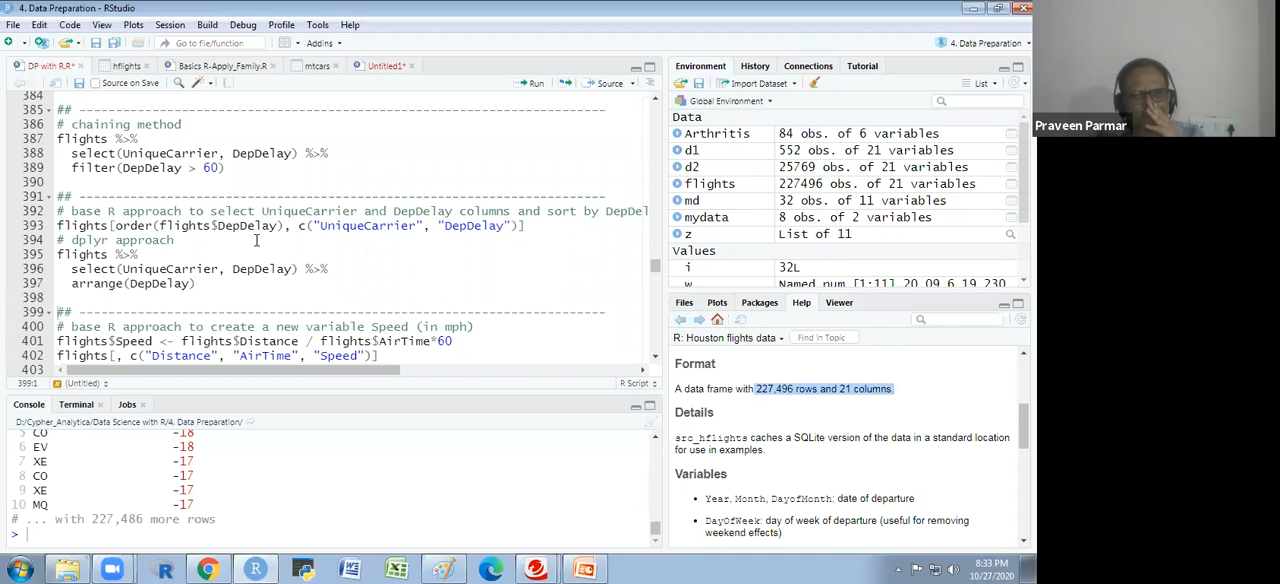 4. Data Preparation - RStudio
File Edit Code View Plots Session Build Debug Profile Tools Help
Go to file/function Addins 4. Data Preparation
DP with R.R* hflights Basics R-Apply_Family.R mtcars Untitled1*
Source on Save Run Source
384
385 ## ---------------------------------------------------------------------------
386 # chaining method
387 flights %>%
388 select(UniqueCarrier, DepDelay) %>%
389 filter(DepDelay > 60)
390
391 ## ---------------------------------------------------------------------------
392 # base R approach to select UniqueCarrier and DepDelay columns and sort by DepDel
393 flights[order(flights$DepDelay), c("UniqueCarrier", "DepDelay")]
394 # dplyr approach
395 flights %>%
396 select(UniqueCarrier, DepDelay) %>%
397 arrange(DepDelay)
398
399 ## ---------------------------------------------------------------------------
400 # base R approach to create a new variable Speed (in mph)
401 flights$Speed <- flights$Distance / flights$AirTime*60
402 flights[, c("Distance", "AirTime", "Speed")]
403
399:1 (Untitled) R Script
Console Terminal Jobs
D:/Cypher_Analytica/Data Science with R/4. Data Preparation/
5 CO -18
6 EV -18
7 XE -17
8 CO -17
9 XE -17
10 MQ -17
# ... with 227,486 more rows
>
Environment History Connections Tutorial
Import Dataset List
Global Environment
Data
Arthritis 84 obs. of 6 variables
d1 552 obs. of 21 variables
d2 25769 obs. of 21 variables
flights 227496 obs. of 21 variables
md 32 obs. of 11 variables
mydata 8 obs. of 2 variables
z List of 11
Values
i 32L
w Named num [1:11] 20.09 6.19 230
Files Plots Packages Help Viewer
R: Houston flights data Find in Topic
Format
A data frame with 227,496 rows and 21 columns.
Details
src_hflights caches a SQLite version of the data in a standard location
for use in examples.
Variables
• Year, Month, DayofMonth: date of departure
• DayOfWeek: day of week of departure (useful for removing
weekend effects)
Praveen Parmar
8:33 PM
10/27/2020